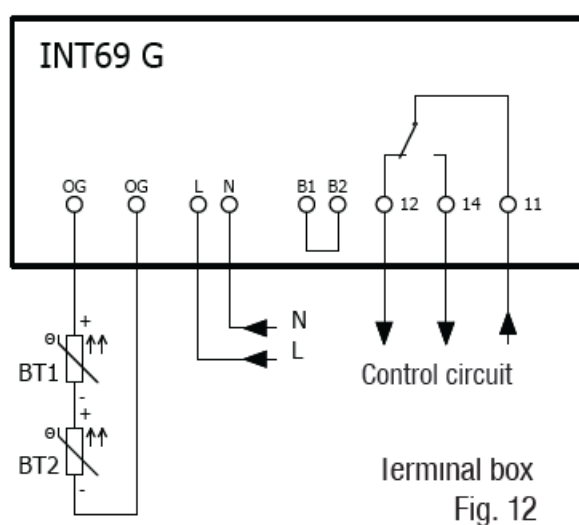 INT69 G
OG OG L N B1 B2 12 14 11
+
Θ
BT1
-
+
Θ
BT2
-
N
L
Control circuit
Terminal box
Fig. 12